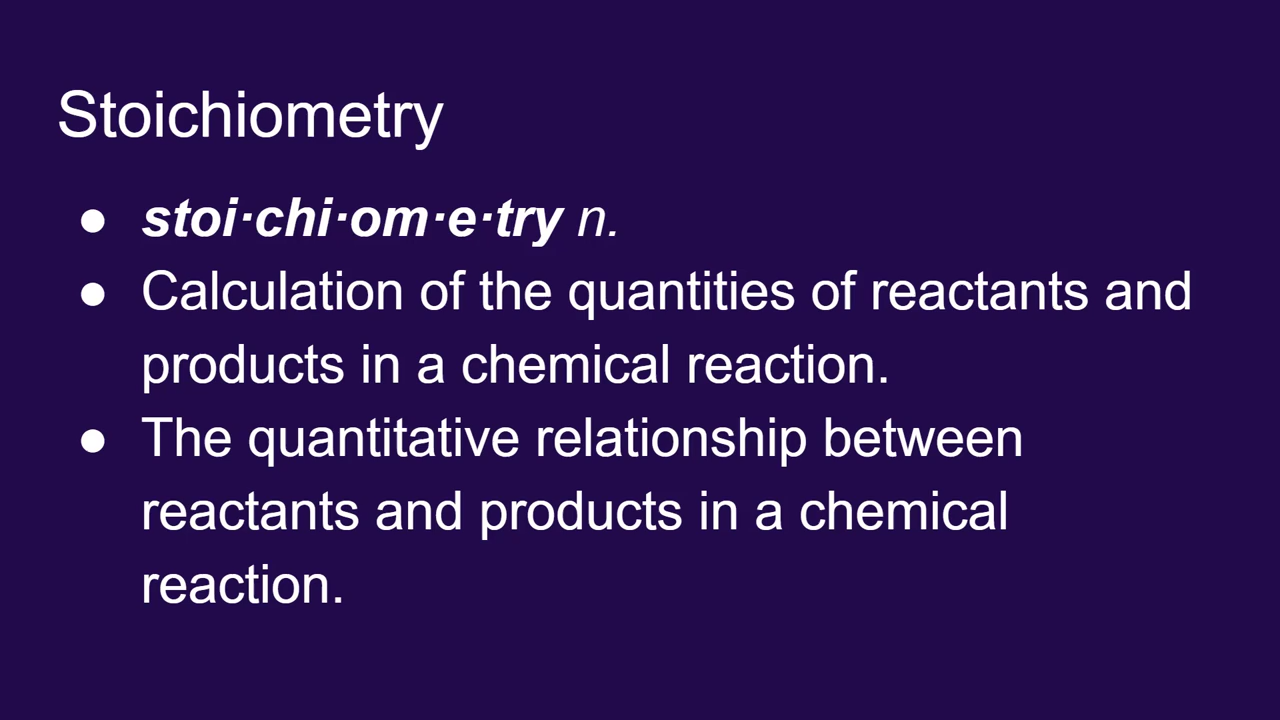 Stoichiometry
● stoi·chi·om·e·try n.
● Calculation of the quantities of reactants and
products in a chemical reaction.
● The quantitative relationship between
reactants and products in a chemical
reaction.